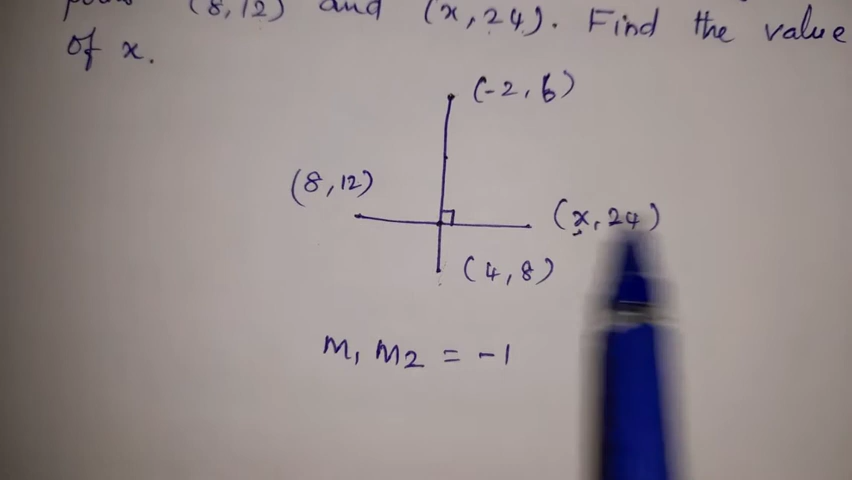 (8,12) and (x,24). Find the value
of x.
(-2,6)
(8,12)
(x,24)
(4,8)
m₁ m₂ = -1